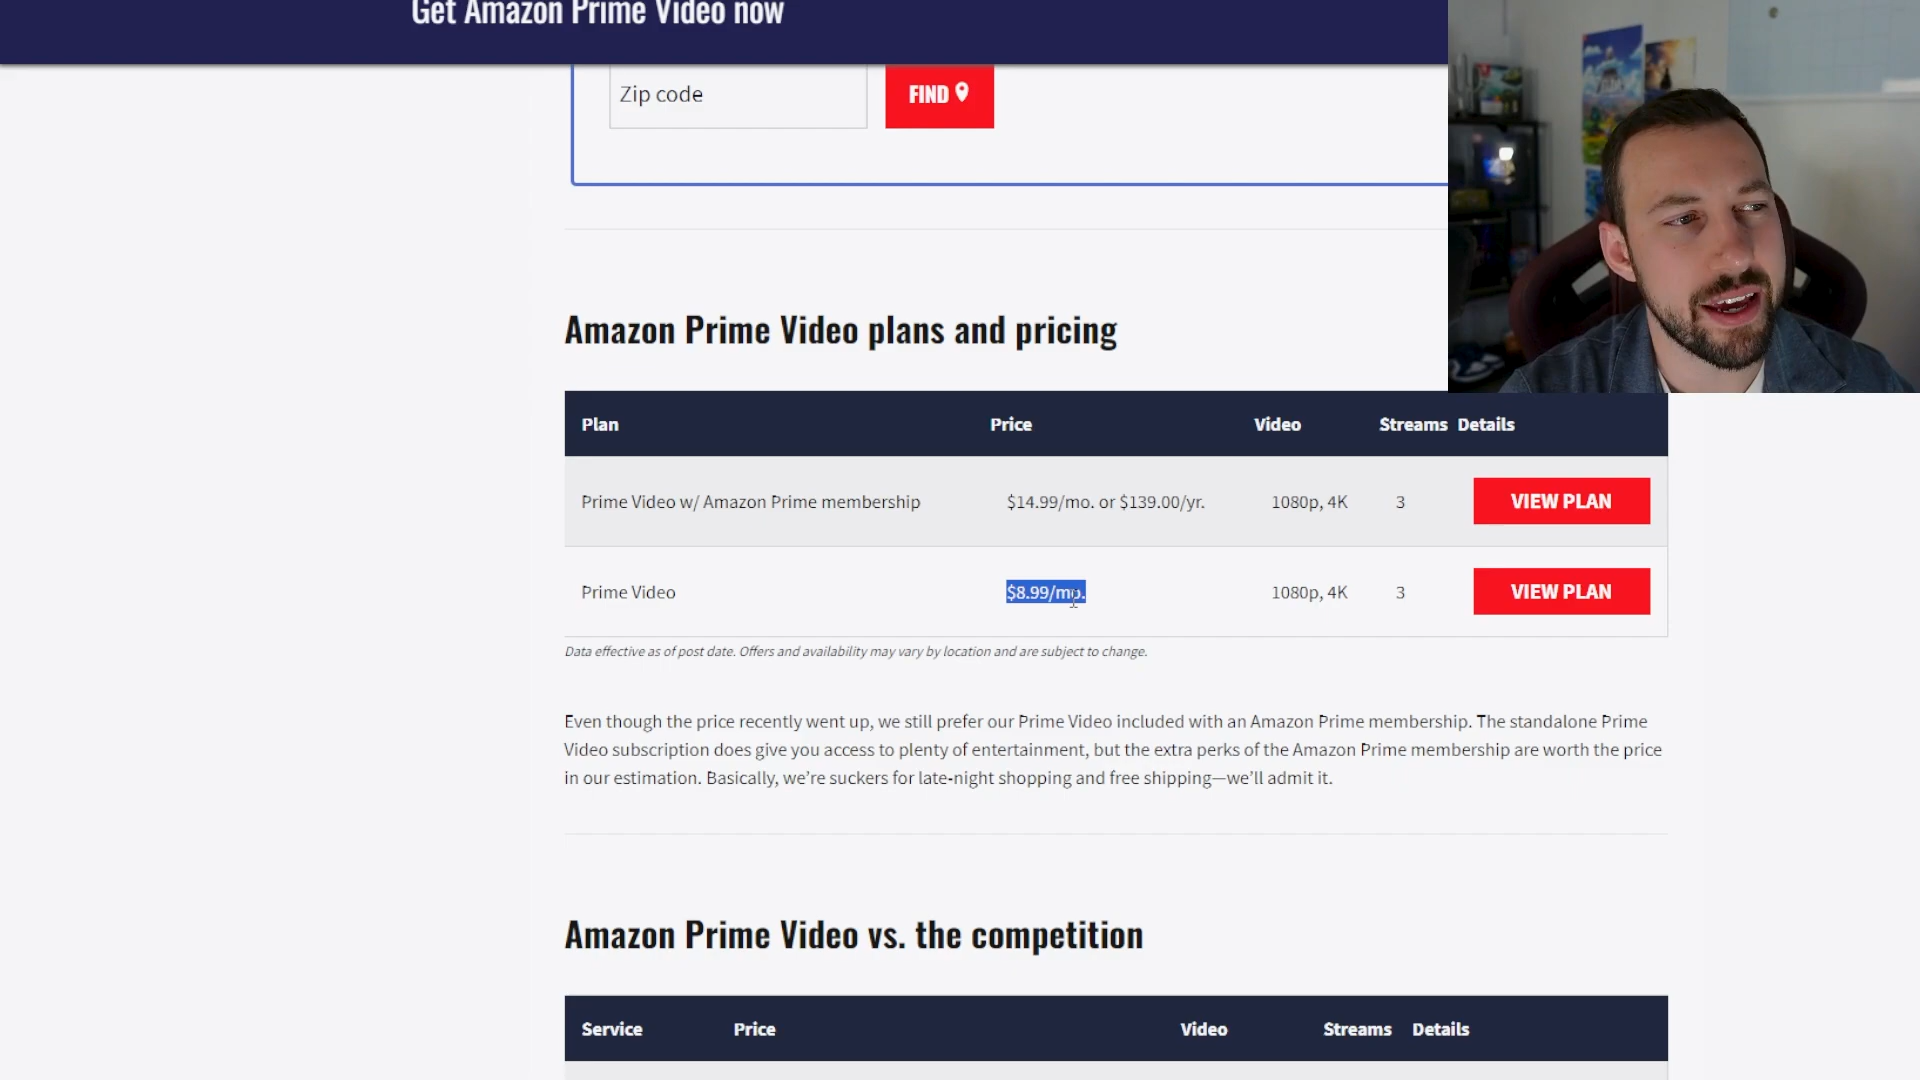 Get Amazon Prime Video now
Zip code
FIND
Amazon Prime Video plans and pricing
Plan Price Video Streams Details
Prime Video w/ Amazon Prime membership $14.99/mo. or $139.00/yr. 1080p, 4K 3 VIEW PLAN
Prime Video $8.99/mo. 1080p, 4K 3 VIEW PLAN
Data effective as of post date. Offers and availability may vary by location and are subject to change.
Even though the price recently went up, we still prefer our Prime Video included with an Amazon Prime membership. The standalone Prime
Video subscription does give you access to plenty of entertainment, but the extra perks of the Amazon Prime membership are worth the price
in our estimation. Basically, we’re suckers for late-night shopping and free shipping—we’ll admit it.
Amazon Prime Video vs. the competition
Service Price Video Streams Details